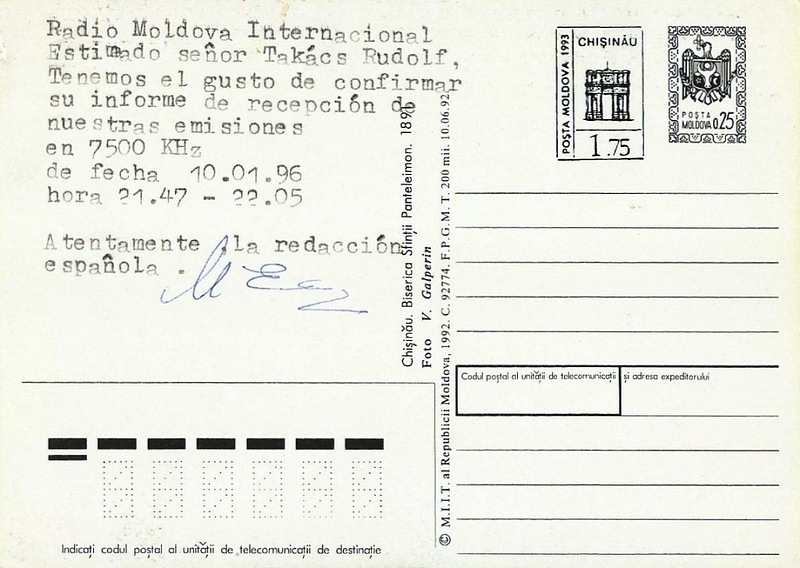 Radio Moldova Internacional
Estimado señor Takács Rudolf,
Tenemos el gusto de confirmar
su informe de recepción de
nuestras emisiones
en 7500 KHz
de fecha 10.01.96
hora 21.47 - 22.05
Atentamente la redacción
española.
Chişinău. Biserica Sfinţii Panteleimon. 189
Foto V. Galperin
© M.I.I.T. al Republicii Moldova, 1992. C. 92774. F.P.G.M. T. 200 mii. 10.06.92
POŞTA MOLDOVA 1993
CHIŞINĂU
1.75
POŞTA
MOLDOVA 0.25
Codul poştal al unităţii de telecomunicaţii şi adresa expeditorului
Indicaţi codul poştal al unităţii de telecomunicaţii de destinaţie